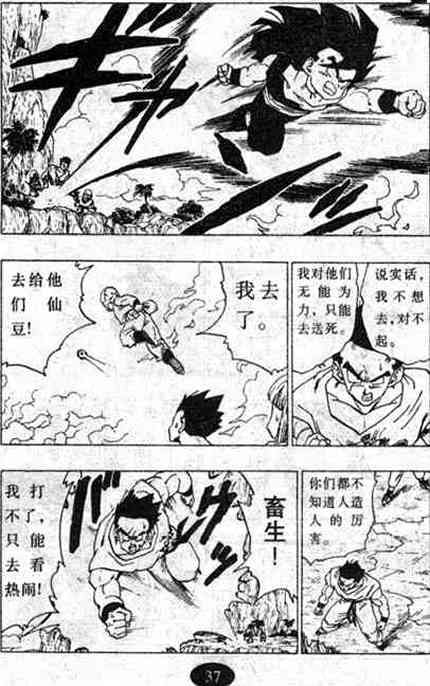 说实话，
我不想
去，对不
起。
我对他们
无能为
力，只能
去送死。
我去
了。
去给他
们仙
豆！
你们都不
知道人造
人的厉
害。
畜生！
我打
不了，
只能
去看
热闹！
37